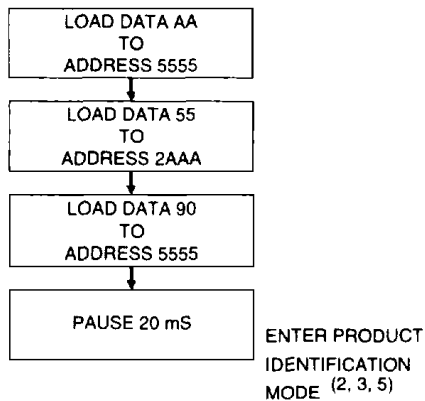 LOAD DATA AA
TO
ADDRESS 5555
LOAD DATA 55
TO
ADDRESS 2AAA
LOAD DATA 90
TO
ADDRESS 5555
PAUSE 20 mS
ENTER PRODUCT
IDENTIFICATION
MODE (2, 3, 5)